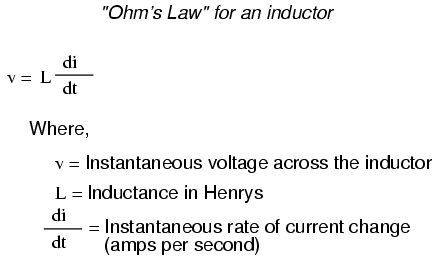 "Ohm's Law" for an inductor
v = L di/dt
Where,
v = Instantaneous voltage across the inductor
L = Inductance in Henrys
di/dt = Instantaneous rate of current change
(amps per second)